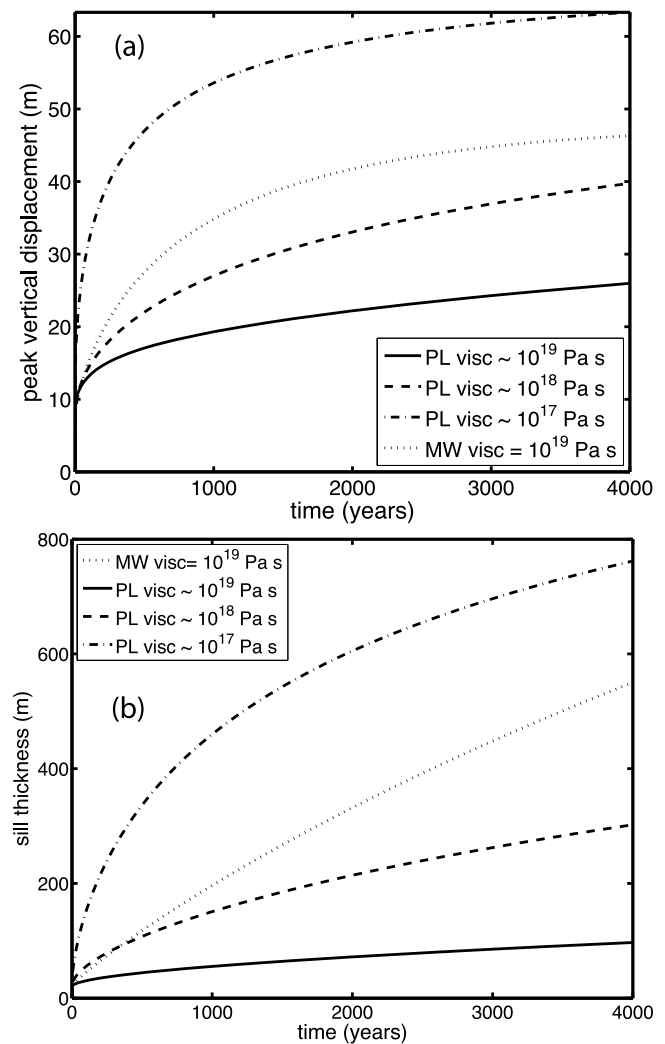 (a)
peak vertical displacement (m)
60
50
40
30
20
10
0
PL visc ~ 10^19 Pa s
PL visc ~ 10^18 Pa s
PL visc ~ 10^17 Pa s
MW visc = 10^19 Pa s
0 1000 2000 3000 4000
time (years)
800
600
400
200
0
MW visc= 10^19 Pa s
PL visc ~ 10^19 Pa s
PL visc ~ 10^18 Pa s
PL visc ~ 10^17 Pa s
(b)
sill thickness (m)
0 1000 2000 3000 4000
time (years)